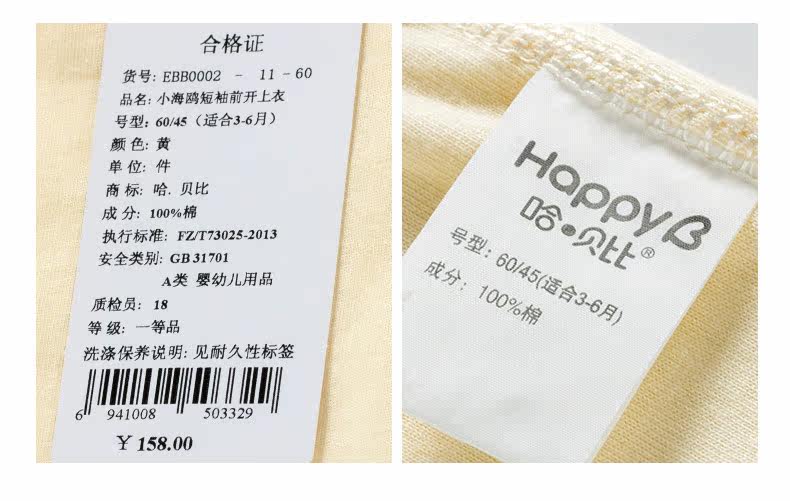 合格证
货号: EBB0002 - 11 - 60
品名: 小海鸥短袖前开上衣
号型: 60/45（适合3-6月）
颜 色: 黄
单 位: 件
商 标: 哈. 贝比
成 分: 100%棉
执行标准: FZ/T73025-2013
安全类别: GB 31701
A类 婴幼儿用品
质检员: 18
等 级: 一等品
洗涤保养说明: 见耐久性标签
6 941008 503329
￥158.00
Happyβ
哈•贝比®
号型: 60/45(适合3-6月)
成分: 100%棉